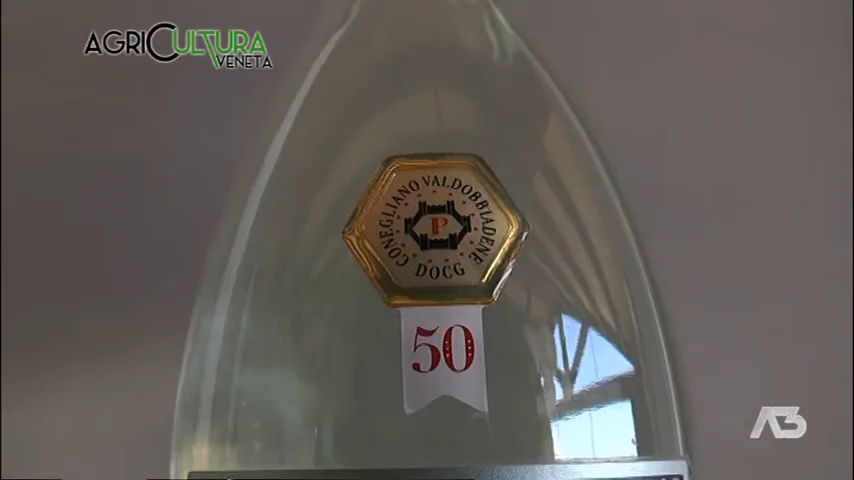 AGRICULTURA
VENETA
CONEGLIANO VALDOBBIADENE
P
DOCG
50
A3